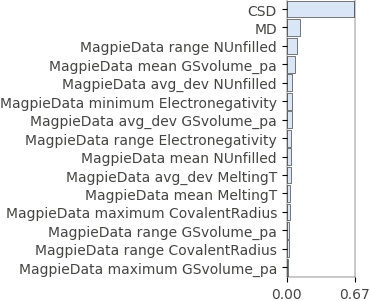 CSD
MD
MagpieData range NUnfilled
MagpieData mean GSvolume_pa
MagpieData avg_dev NUnfilled
MagpieData minimum Electronegativity
MagpieData avg_dev GSvolume_pa
MagpieData range Electronegativity
MagpieData mean NUnfilled
MagpieData avg_dev MeltingT
MagpieData mean MeltingT
MagpieData maximum CovalentRadius
MagpieData range GSvolume_pa
MagpieData range CovalentRadius
MagpieData maximum GSvolume_pa
0.00 0.67